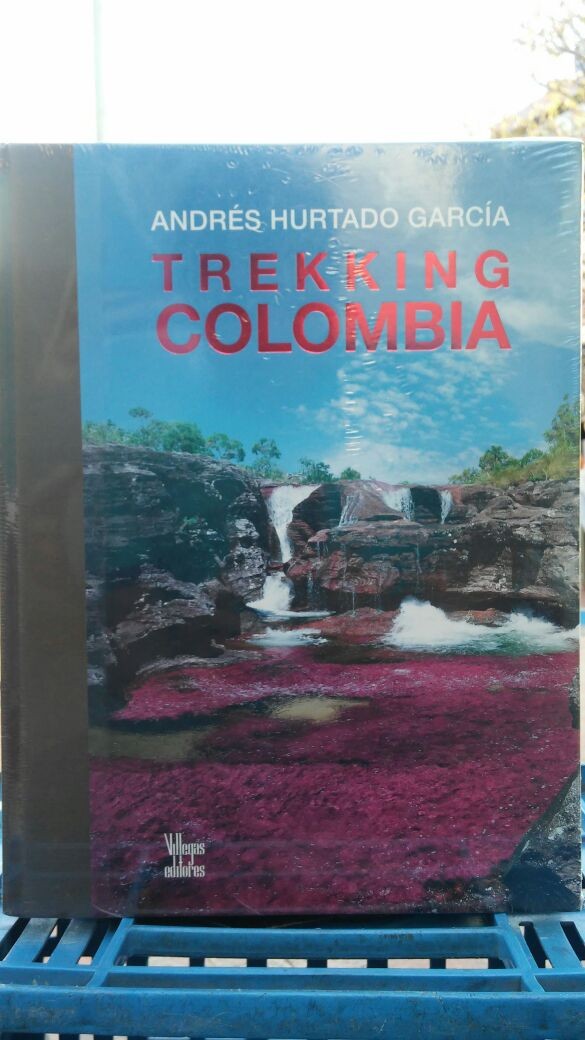 ANDRÉS HURTADO GARCÍA
TREKKING
COLOMBIA
Villegas
editores